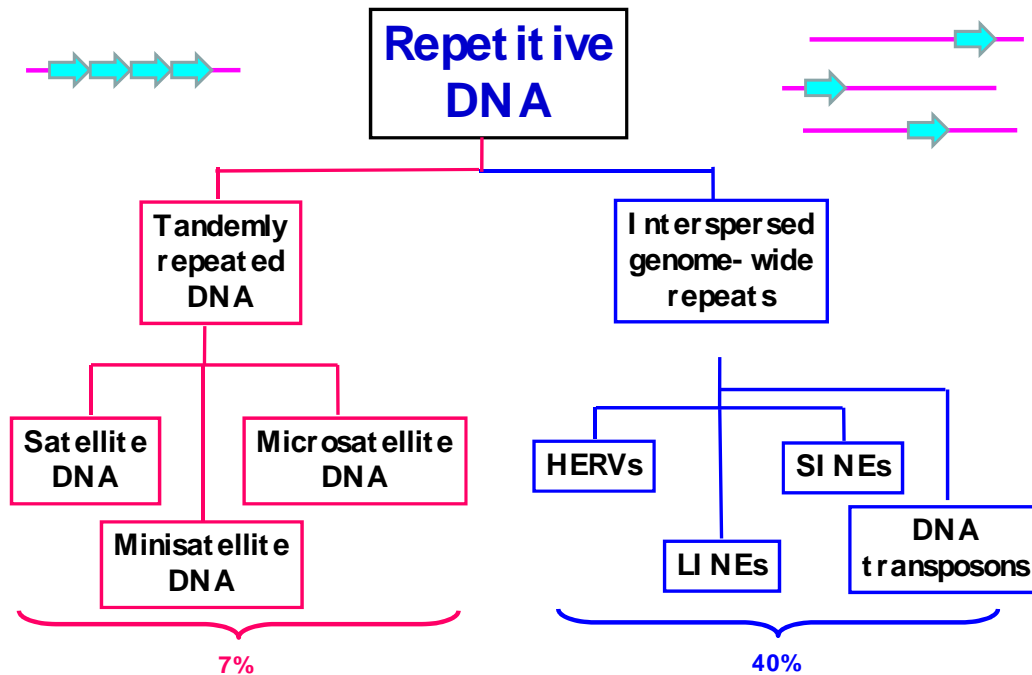 Repetitive
DNA
Tandemly
repeated
DNA
Interspersed
genome-wide
repeats
Satellite
DNA
Microsatellite
DNA
Minisatellite
DNA
HERVs
SINEs
LINEs
DNA
transposons
7%
40%